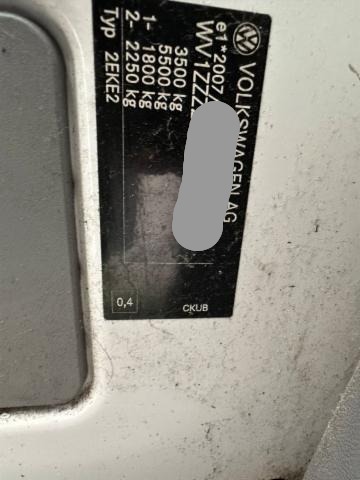 VOLKSWAGEN AG
e1*2007
WV1ZZZ
3500 kg
5500 kg
1- 1800 kg
2- 2250 kg
Typ 2EKE2
0,4
CKUB